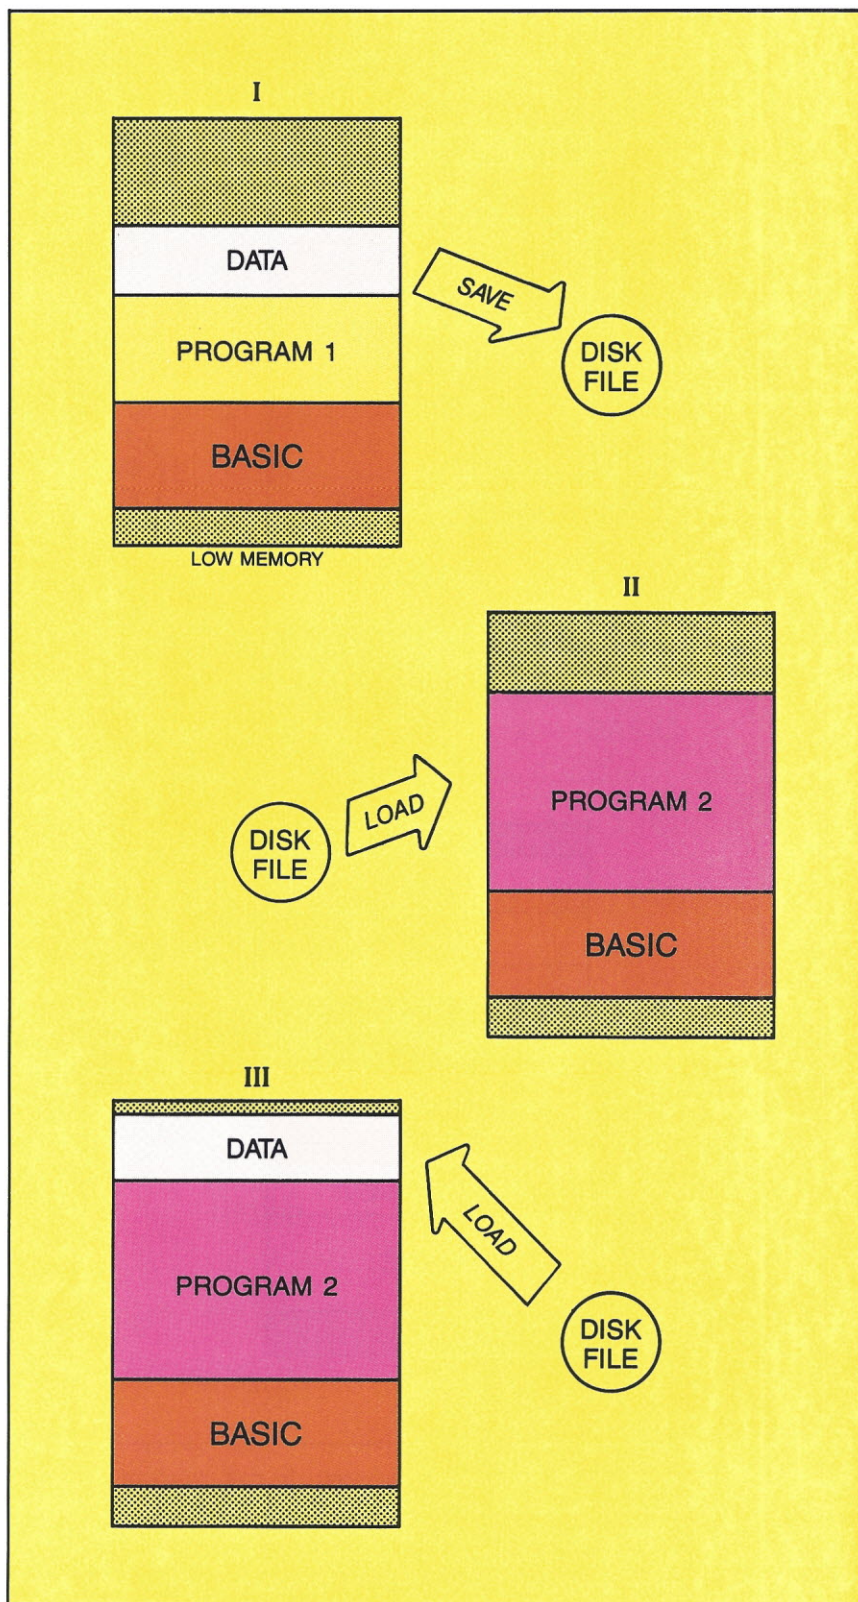 I
DATA
SAVE
PROGRAM 1
DISK
FILE
BASIC
LOW MEMORY
II
PROGRAM 2
LOAD
DISK
FILE
BASIC
III
DATA
LOAD
PROGRAM 2
DISK
FILE
BASIC